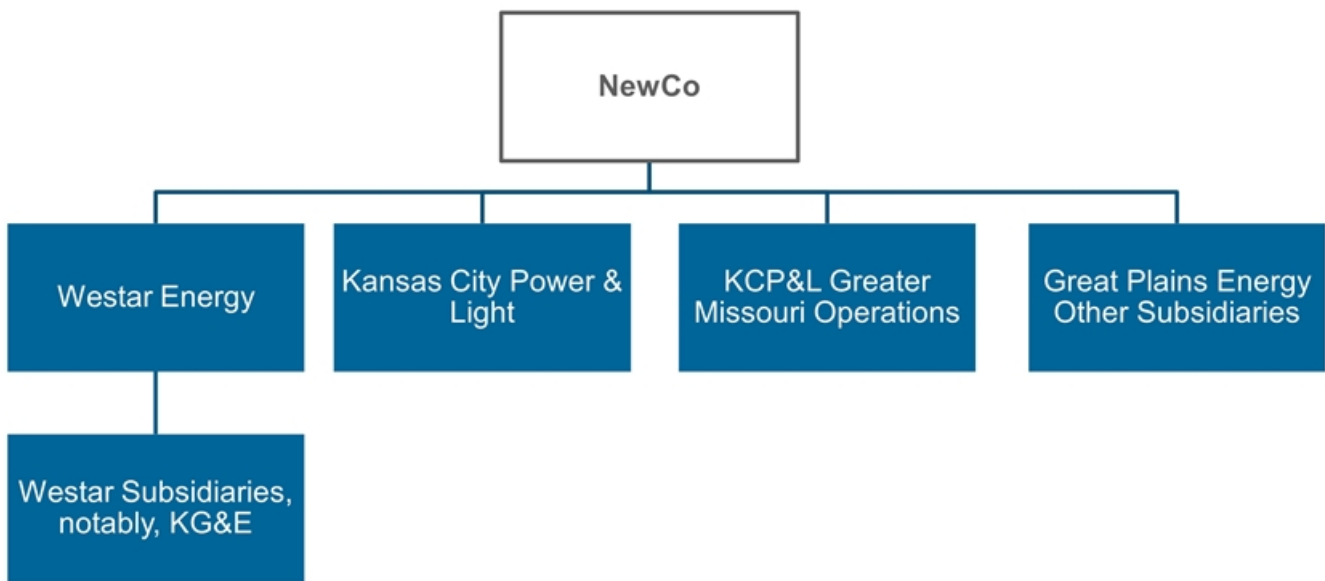 NewCo
Westar Energy
Kansas City Power &
Light
KCP&L Greater
Missouri Operations
Great Plains Energy
Other Subsidiaries
Westar Subsidiaries,
notably, KG&E